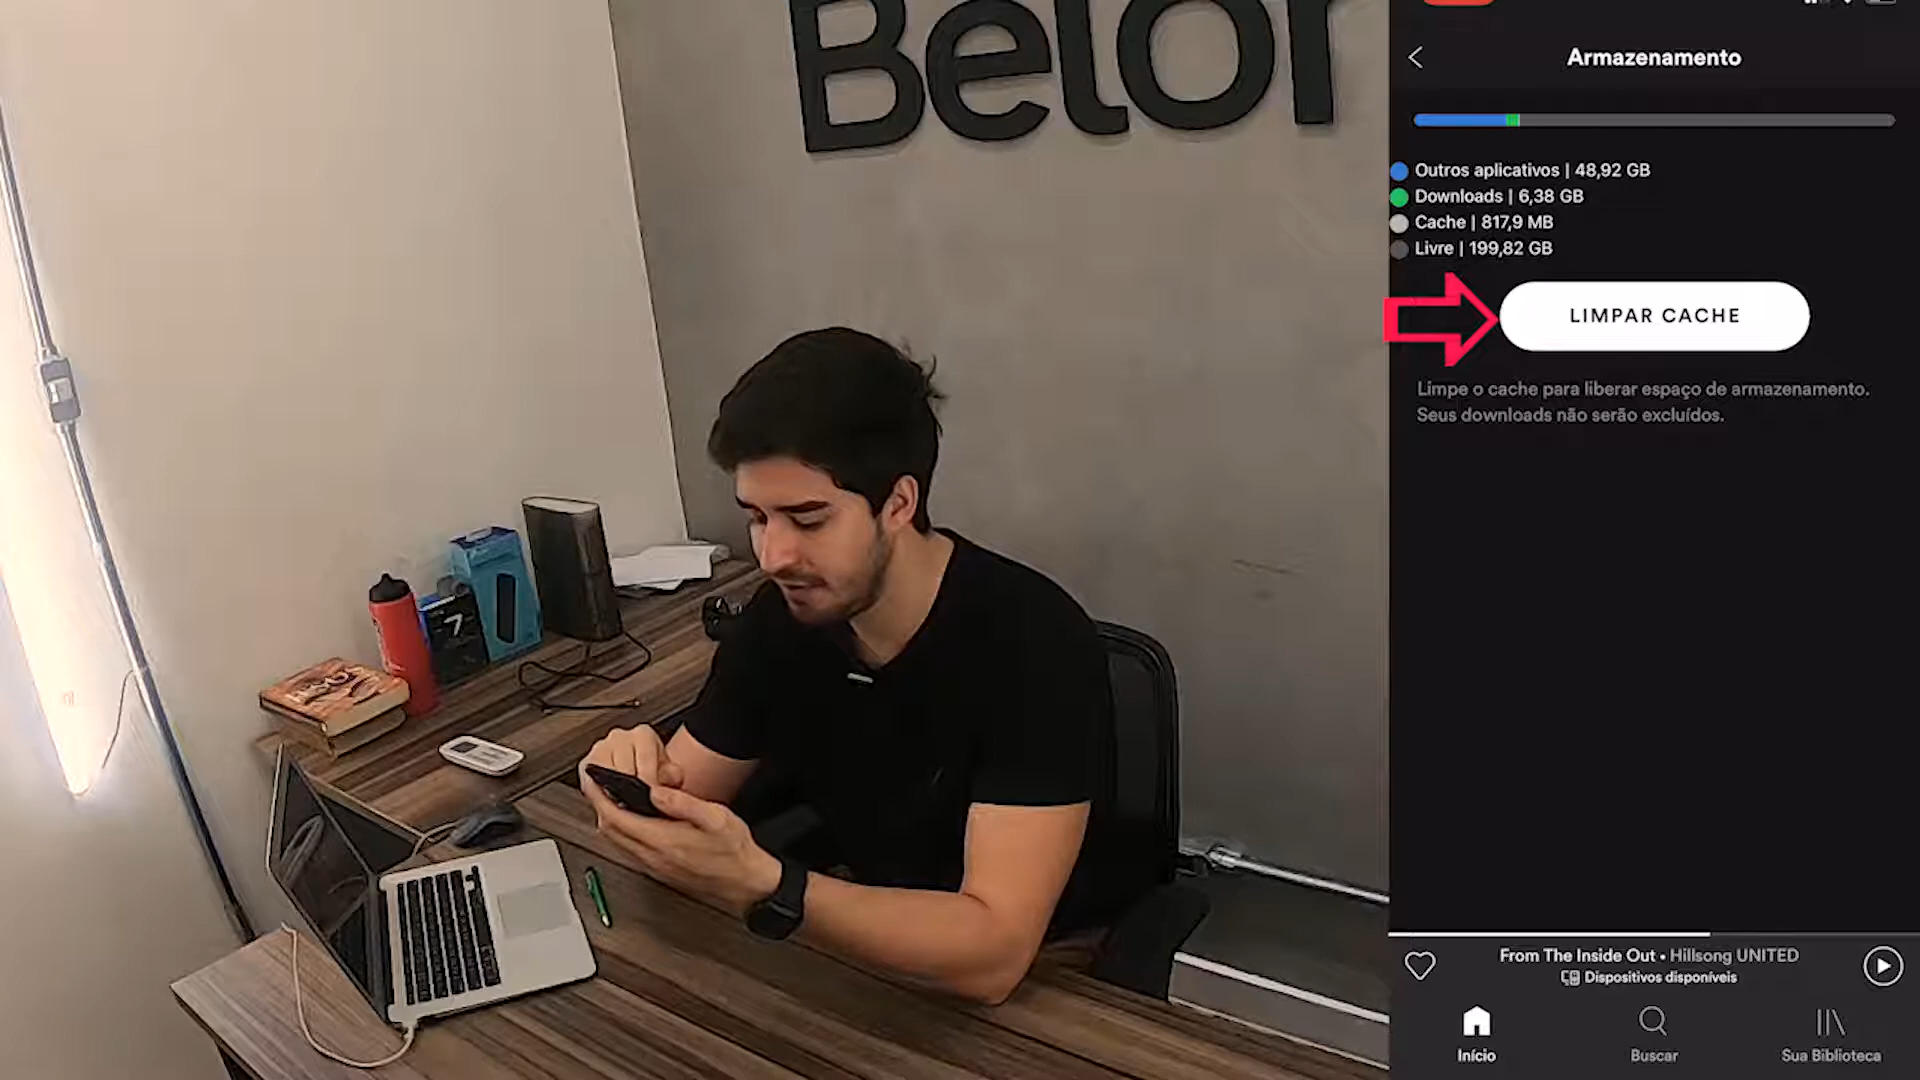 Belor
7
Armazenamento
Outros aplicativos | 48,92 GB
Downloads | 6,38 GB
Cache | 817,9 MB
Livre | 199,82 GB
LIMPAR CACHE
Limpe o cache para liberar espaço de armazenamento.
Seus downloads não serão excluídos.
From The Inside Out • Hillsong UNITED
Dispositivos disponíveis
Início
Buscar
Sua Biblioteca